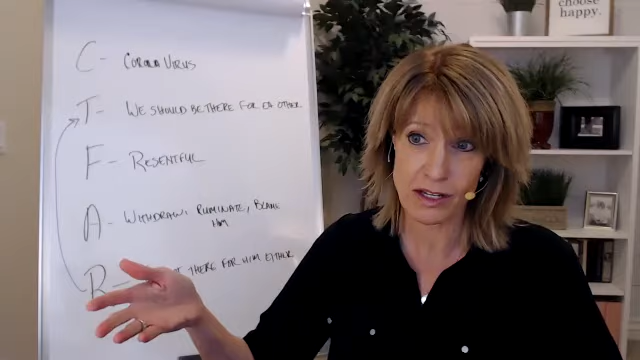 choose
happy.
C- CORONA VIRUS
T- WE SHOULD BE THERE FOR EA OTHER
F- RESENTFUL
A- WITHDRAW, RUMINATE, BLAME
HIM
R- THERE FOR HIM EITHER